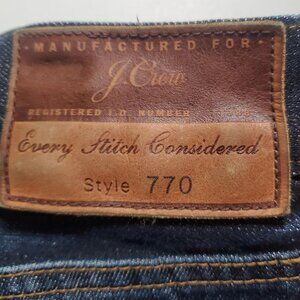 · MANUFACTURED FOR ·
J. Crew
REGISTERED I.D. NUMBER
Every Stitch Considered
Style 770